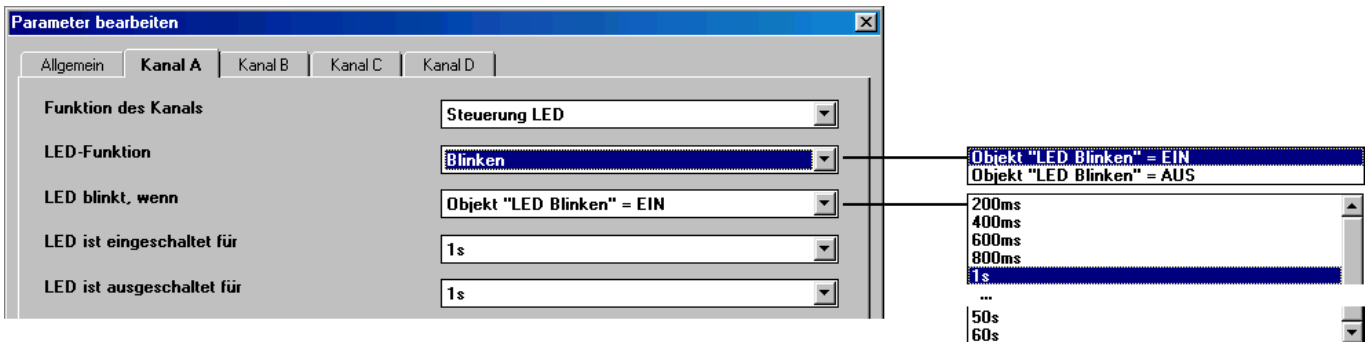 Parameter bearbeiten
Allgemein Kanal A Kanal B Kanal C Kanal D
Funktion des Kanals Steuerung LED
LED-Funktion Blinken
LED blinkt, wenn Objekt "LED Blinken" = EIN
LED ist eingeschaltet für 1s
LED ist ausgeschaltet für 1s
Objekt "LED Blinken" = EIN
Objekt "LED Blinken" = AUS
200ms
400ms
600ms
800ms
1s
...
50s
60s